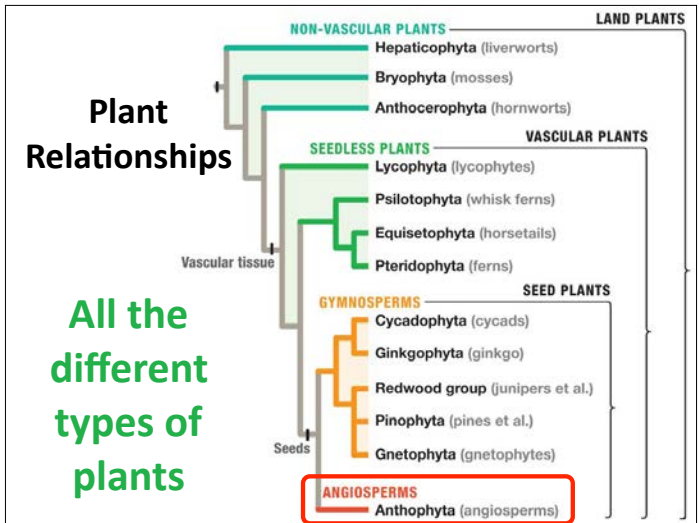 LAND PLANTS
NON-VASCULAR PLANTS
Hepaticophyta (liverworts)
Bryophyta (mosses)
Anthocerophyta (hornworts)
Plant
Relationships
VASCULAR PLANTS
SEEDLESS PLANTS
Lycophyta (lycophytes)
Psilotophyta (whisk ferns)
Equisetophyta (horsetails)
Vascular tissue
Pteridophyta (ferns)
SEED PLANTS
GYMNOSPERMS
Cycadophyta (cycads)
Ginkgophyta (ginkgo)
Redwood group (junipers et al.)
Pinophyta (pines et al.)
Gnetophyta (gnetophytes)
All the
different
types of
plants
Seeds
ANGIOSPERMS
Anthophyta (angiosperms)